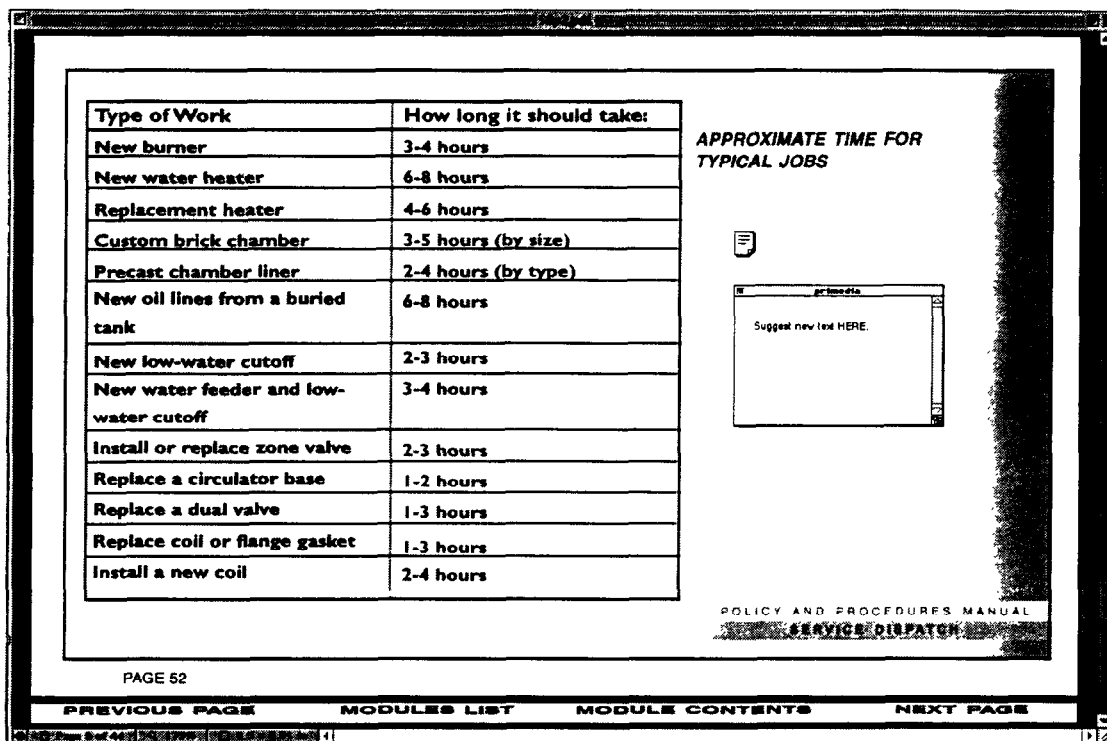 Type of Work How long it should take:
New burner 3-4 hours
New water heater 6-8 hours
Replacement heater 4-6 hours
Custom brick chamber 3-5 hours (by size)
Precast chamber liner 2-4 hours (by type)
New oil lines from a buried 6-8 hours
tank
New low-water cutoff 2-3 hours
New water feeder and low- 3-4 hours
water cutoff
Install or replace zone valve 2-3 hours
Replace a circulator base 1-2 hours
Replace a dual valve 1-3 hours
Replace coil or flange gasket 1-3 hours
Install a new coil 2-4 hours
APPROXIMATE TIME FOR
TYPICAL JOBS
primedia
Suggest new text HERE.
POLICY AND PROCEDURES MANUAL
SERVICE DISPATCH
PAGE 52
PREVIOUS PAGE MODULES LIST MODULE CONTENTS NEXT PAGE